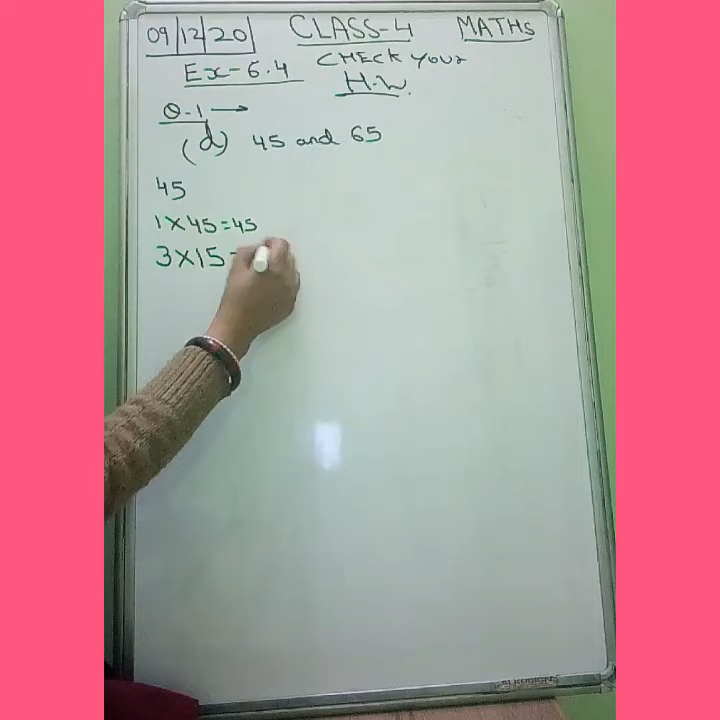 09/12/20 CLASS-4 MATHS
Ex-6.4 CHECK YOUR
H.W.
Q-1 →
(d) 45 and 65
45
1×45=45
3×15=